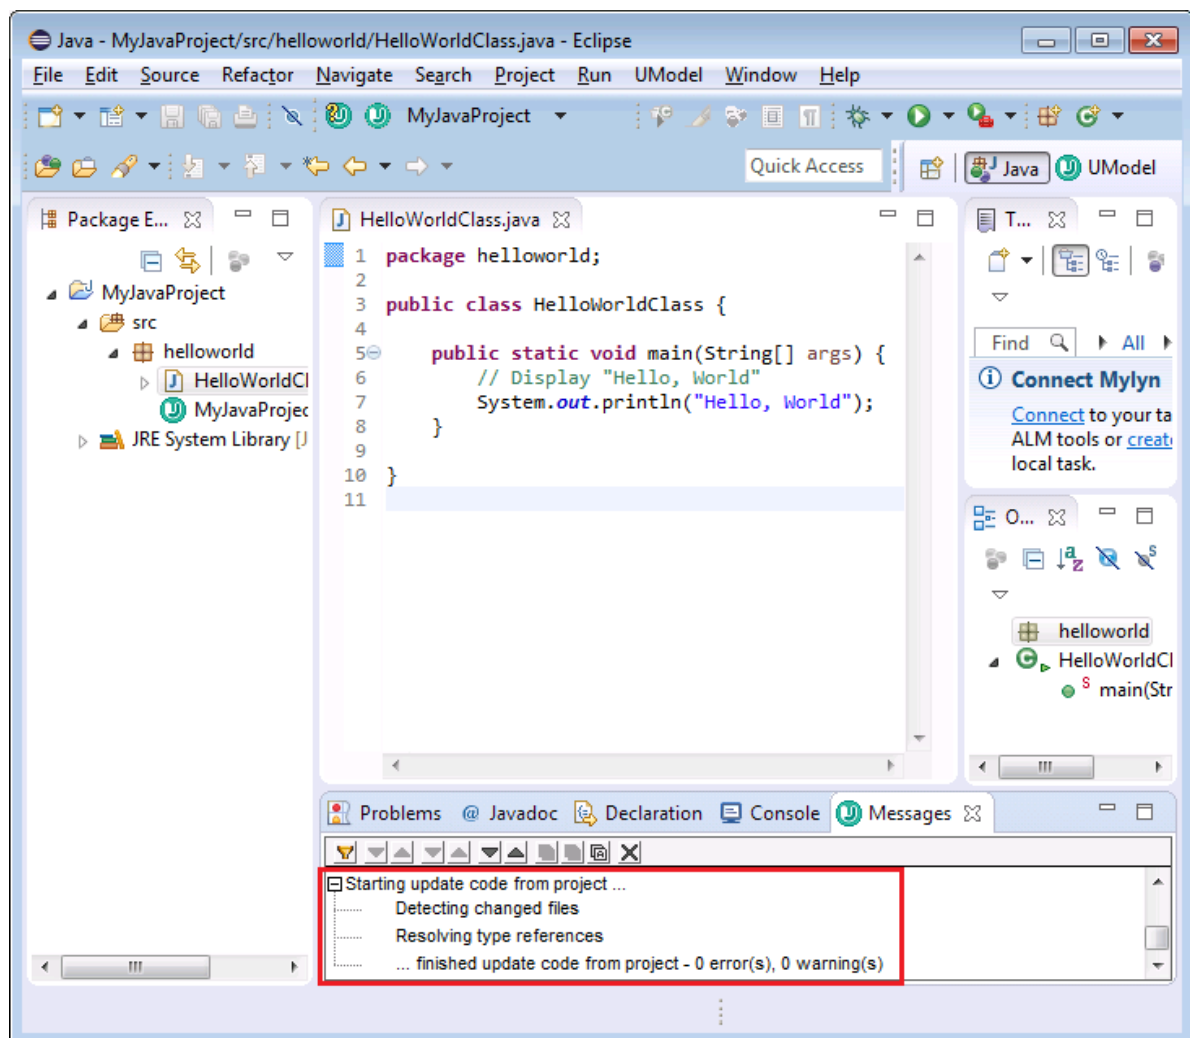 Java - MyJavaProject/src/helloworld/HelloWorldClass.java - Eclipse
File Edit Source Refactor Navigate Search Project Run UModel Window Help
MyJavaProject
Quick Access
Java
UModel
Package E...
MyJavaProject
src
helloworld
HelloWorldCl
MyJavaProjec
JRE System Library [J
HelloWorldClass.java
1 package helloworld;
2
3 public class HelloWorldClass {
4
5 public static void main(String[] args) {
6 // Display "Hello, World"
7 System.out.println("Hello, World");
8 }
9
10 }
11
T...
Find
All
Connect Mylyn
Connect to your ta
ALM tools or create
local task.
O...
helloworld
HelloWorldCl
main(Str
Problems @ Javadoc Declaration Console Messages
Starting update code from project ...
Detecting changed files
Resolving type references
... finished update code from project - 0 error(s), 0 warning(s)